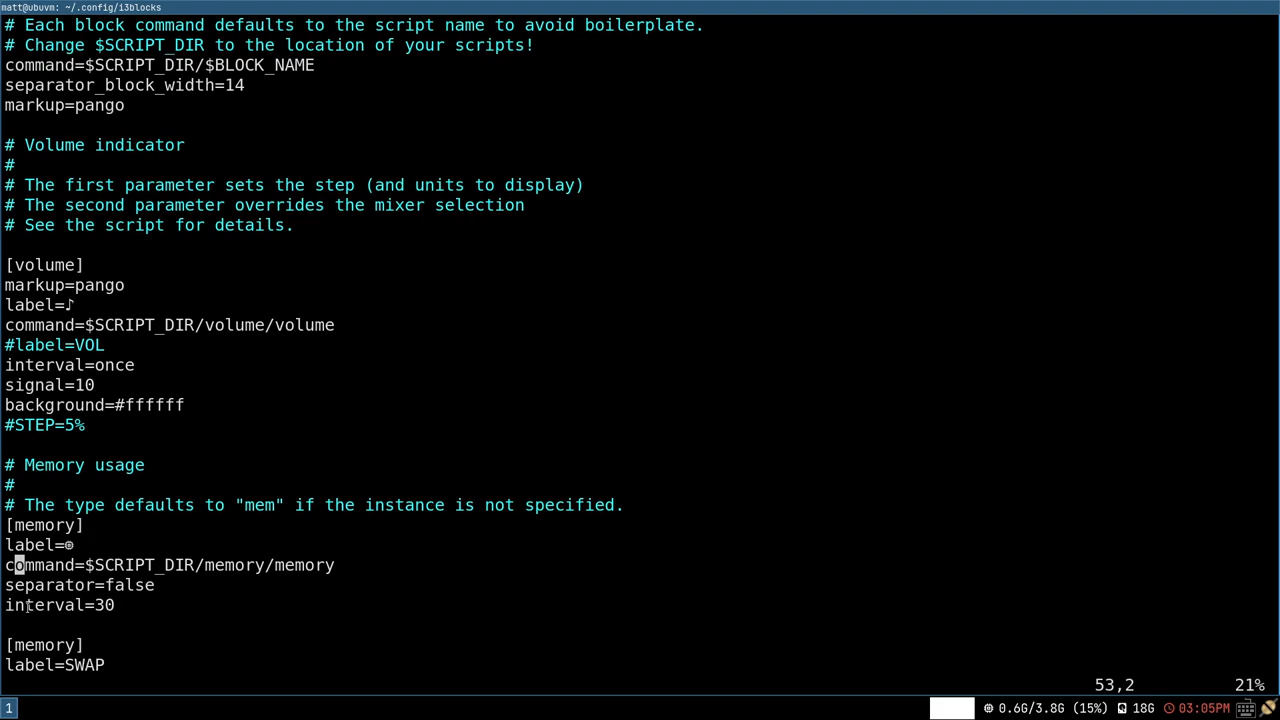 matt@ubuvm: ~/.config/i3blocks
# Each block command defaults to the script name to avoid boilerplate.
# Change $SCRIPT_DIR to the location of your scripts!
command=$SCRIPT_DIR/$BLOCK_NAME
separator_block_width=14
markup=pango
# Volume indicator
#
# The first parameter sets the step (and units to display)
# The second parameter overrides the mixer selection
# See the script for details.
[volume]
markup=pango
label=♪
command=$SCRIPT_DIR/volume/volume
#label=VOL
interval=once
signal=10
background=#ffffff
#STEP=5%
# Memory usage
#
# The type defaults to "mem" if the instance is not specified.
[memory]
label=
command=$SCRIPT_DIR/memory/memory
separator=false
interval=30
[memory]
label=SWAP
53,2 21%
1 0.6G/3.8G (15%) 18G 03:05PM